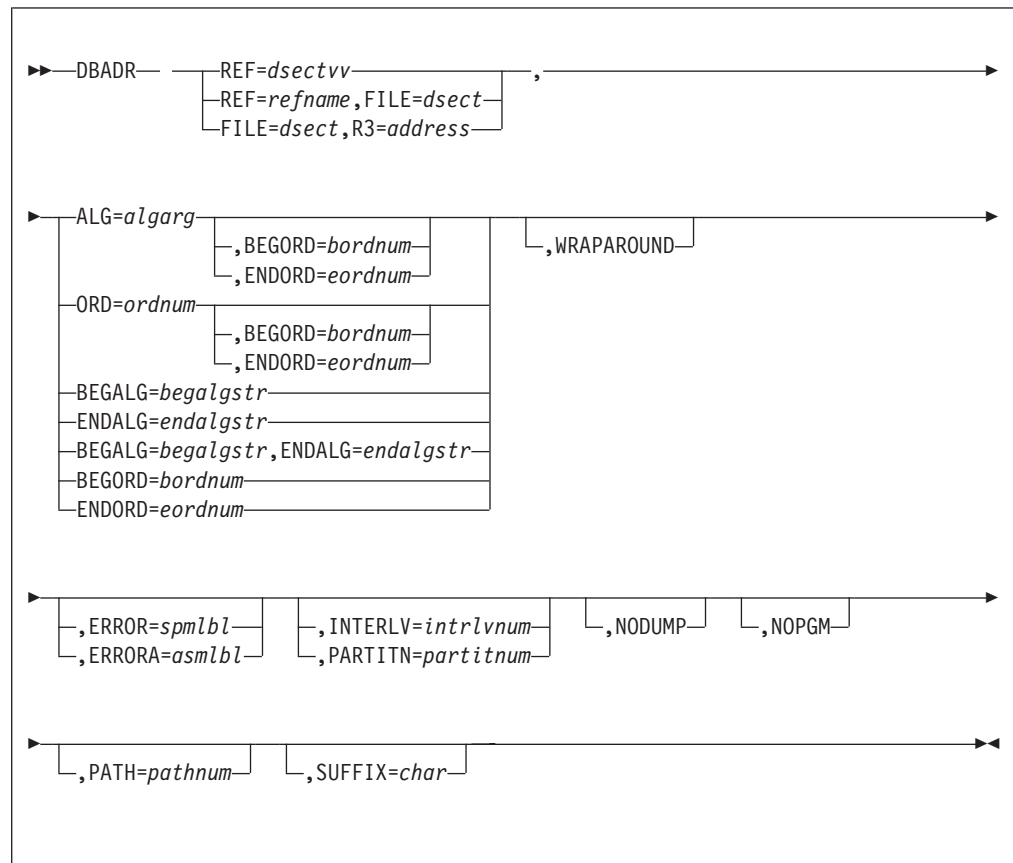 DBADR REF=dsectvv ,
REF=refname,FILE=dsect
FILE=dsect,R3=address
ALG=algarg ,WRAPAROUND
,BEGORD=bordnum
,ENDORD=eordnum
ORD=ordnum
,BEGORD=bordnum
,ENDORD=eordnum
BEGALG=begalgstr
ENDALG=endalgstr
BEGALG=begalgstr,ENDALG=endalgstr
BEGORD=bordnum
ENDORD=eordnum
,ERROR=spmlbl ,INTERLV=intrlvnum ,NODUMP ,NOPGM
,ERRORA=asmlbl ,PARTITN=partitnum
,PATH=pathnum ,SUFFIX=char